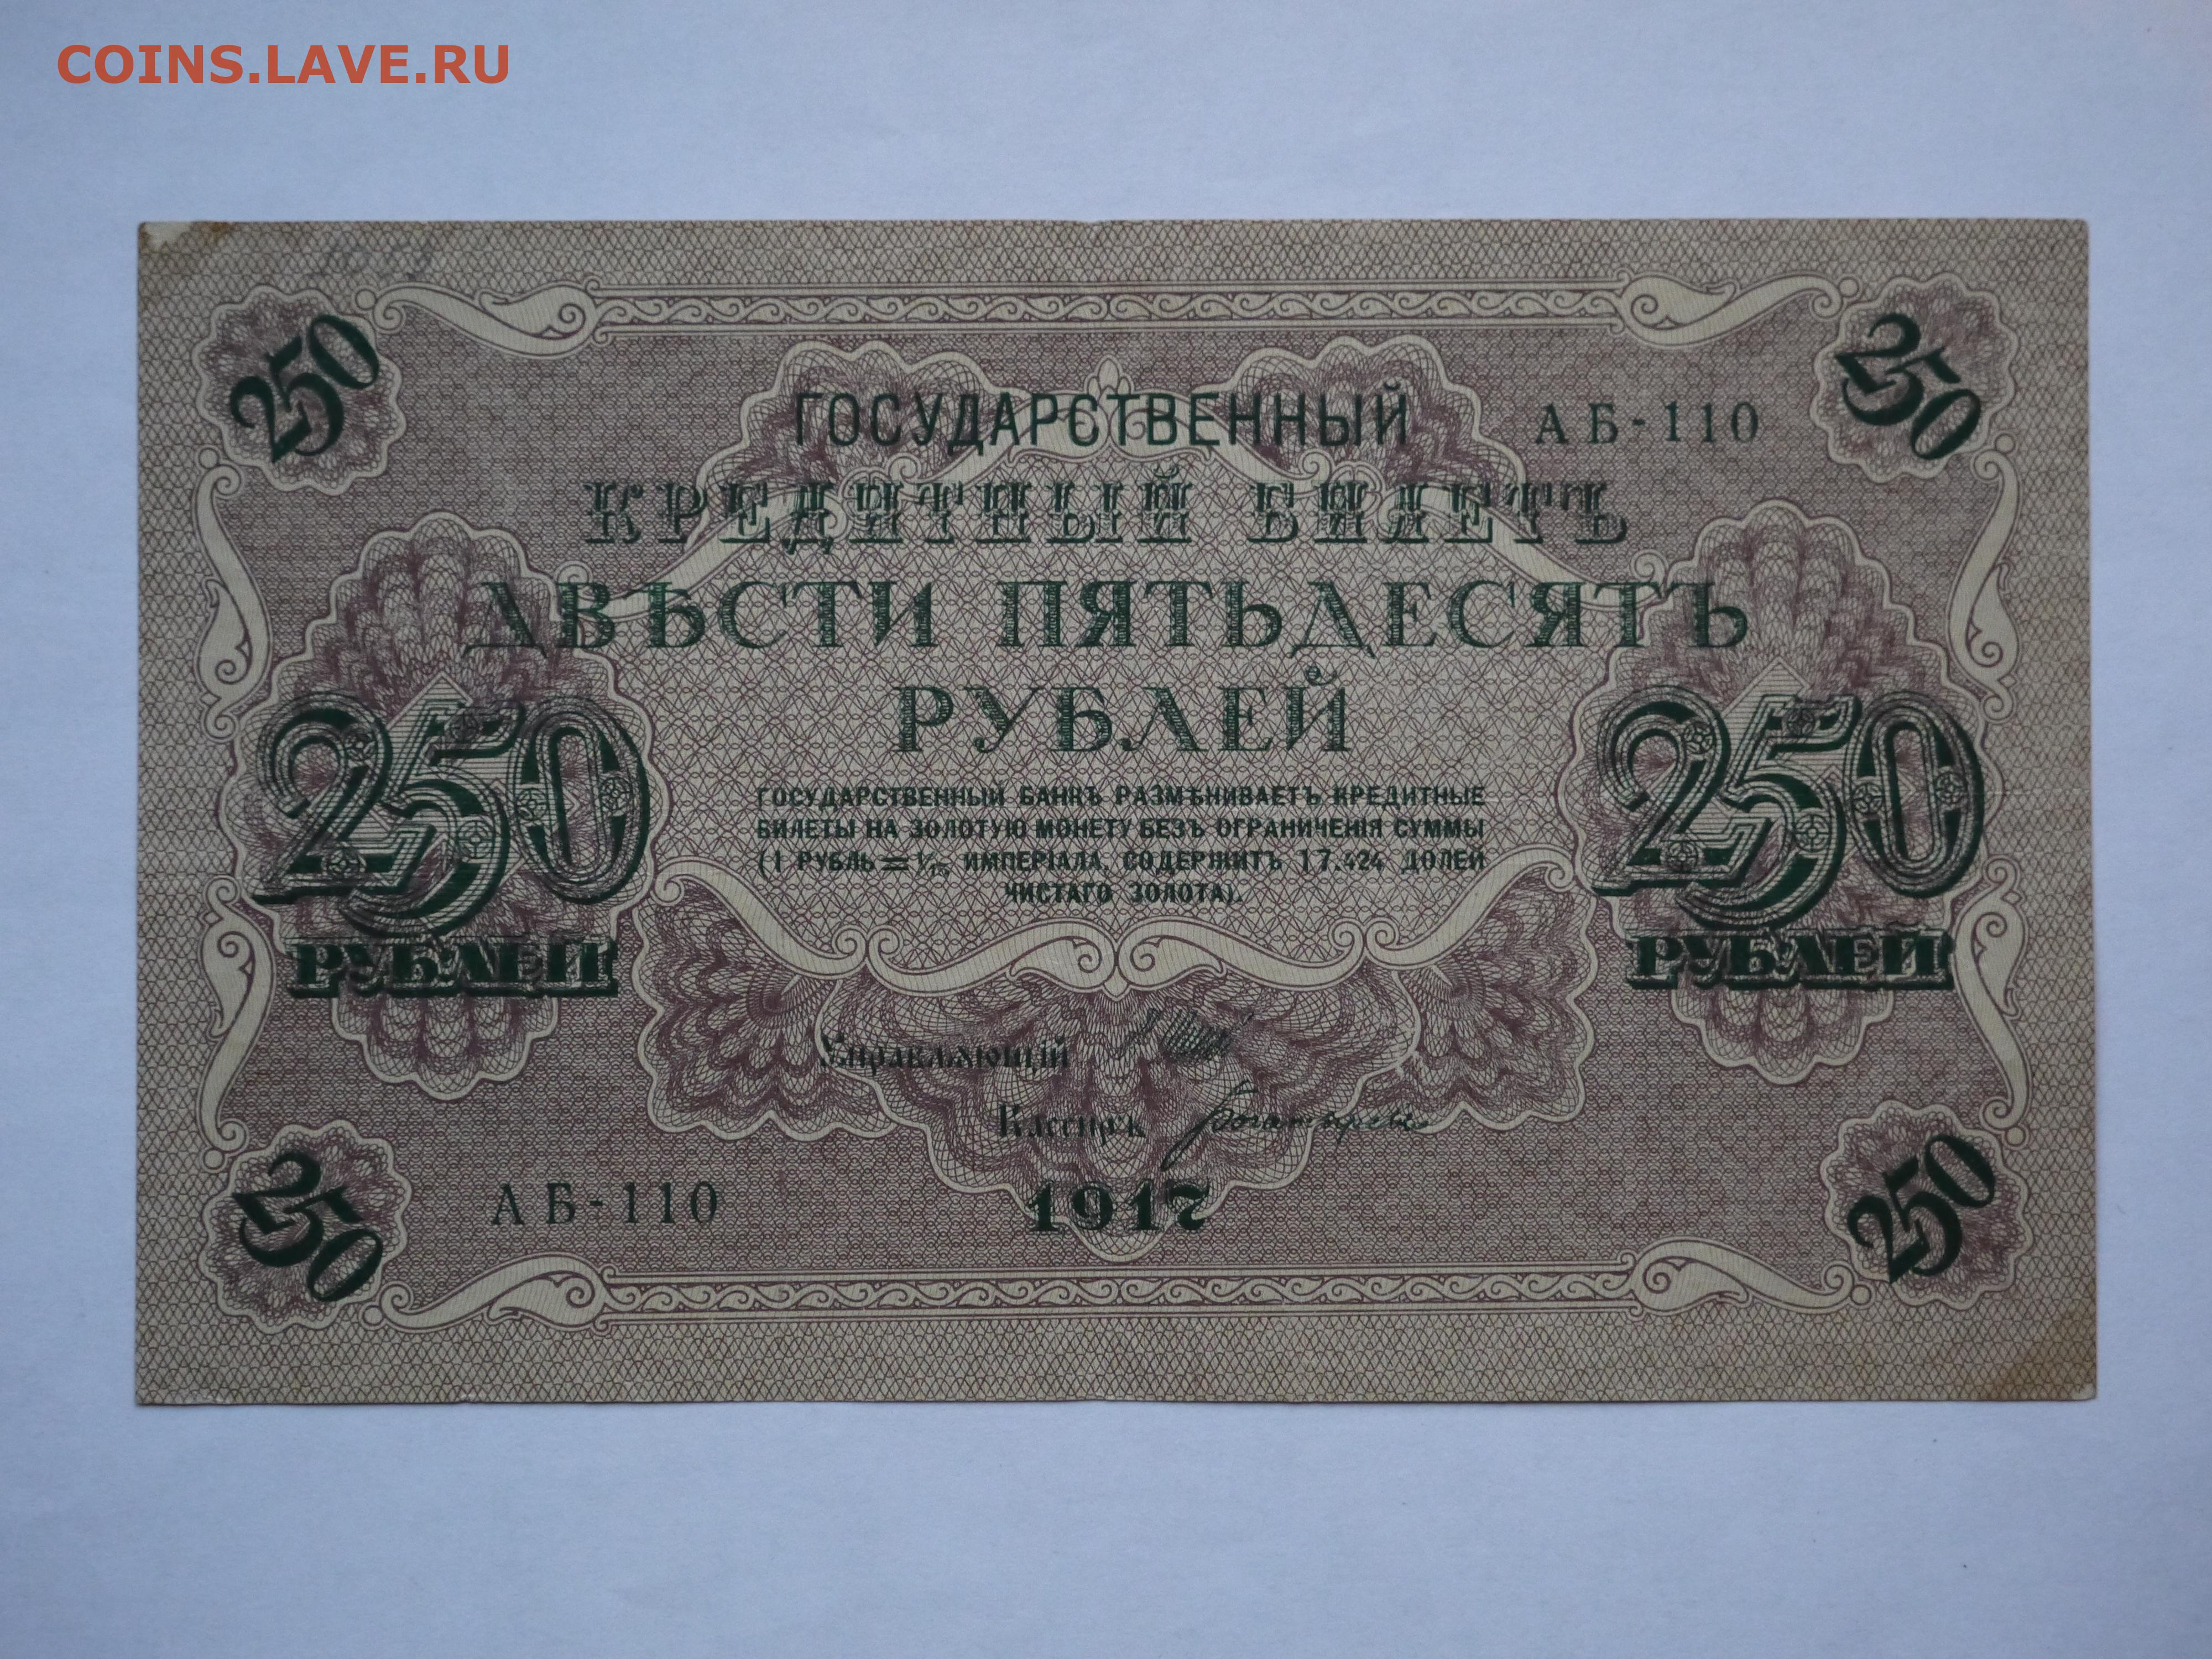 COINS.LAVE.RU
250
250
ГОСУДАРСТВЕННЫЙ
АБ-110
КРЕДИТНЫЙ БИЛЕТЪ
ДВѢСТИ ПЯТЬДЕСЯТЪ
РУБЛЕЙ
250
РУБЛЕЙ
250
РУБЛЕЙ
ГОСУДАРСТВЕННЫЙ БАНКЪ РАЗМѢНИВАЕТЪ КРЕДИТНЫЕ
БИЛЕТЫ НА ЗОЛОТУЮ МОНЕТУ БЕЗЪ ОГРАНИЧЕНІЯ СУММЫ
(1 РУБЛЬ = 1/15 ИМПЕРІАЛА, СОДЕРЖИТЪ 17.424 ДОЛЕЙ
ЧИСТАГО ЗОЛОТА).
Управляющій
Кассиръ
АБ-110
1917
250
250